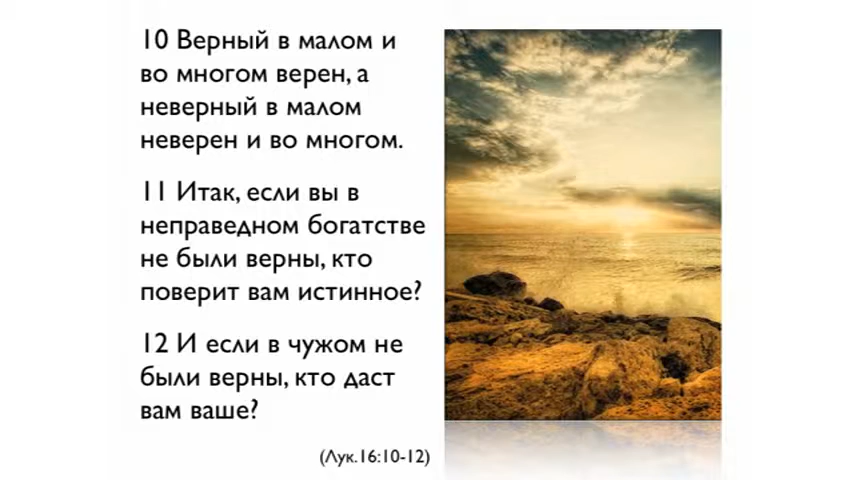 10 Верный в малом и
во многом верен, а
неверный в малом
неверен и во многом.
11 Итак, если вы в
неправедном богатстве
не были верны, кто
поверит вам истинное?
12 И если в чужом не
были верны, кто даст
вам ваше?
(Лук.16:10-12)